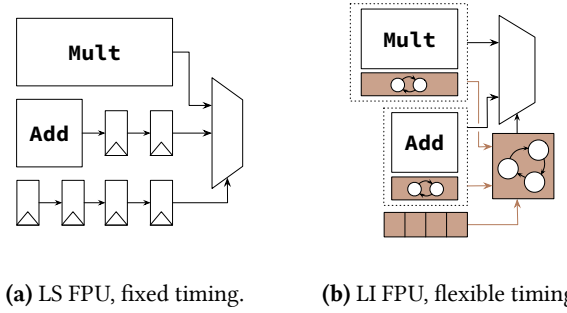 Mult
Add
Mult
Add
(a) LS FPU, fixed timing.
(b) LI FPU, flexible timing